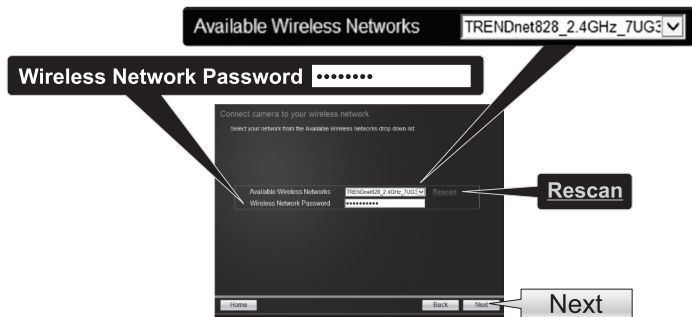 Available Wireless Networks TRENDnet828_2.4GHz_7UG3
Wireless Network Password ••••••••
Connect camera to your wireless network
Select your network from the Available Wireless Networks drop down list.
Available Wireless Networks TRENDnet828_2.4GHz_7UG3 Rescan
Wireless Network Password ••••••••••
Rescan
Home Back Next
Next